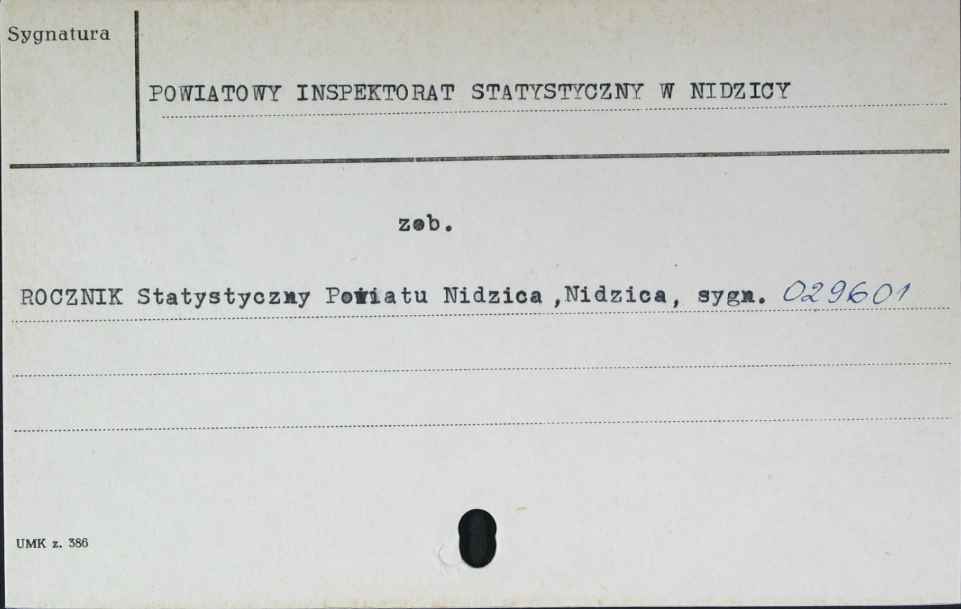 Sygnatura
POWIATOWY INSPEKTORAT STATYSTYCZNY W NIDZICY
zob.
ROCZNIK Statystyczny Powiatu Nidzica ,Nidzica, sygn. 029601
UMK z. 386